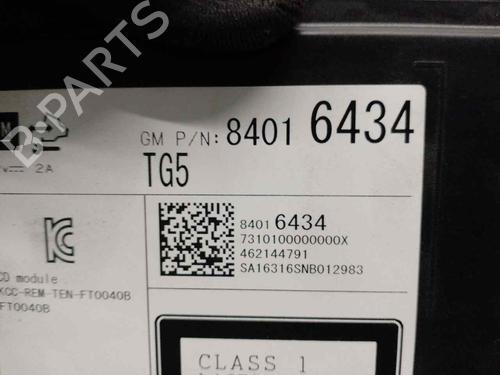 B-PARTS
GM P/N: 8401 6434
TG5
2A
8401 6434
7310100000000X
462144791
SA16316SNB012983
CD module
KCC-REM-TEN-FT0040B
FT0040B
CLASS 1